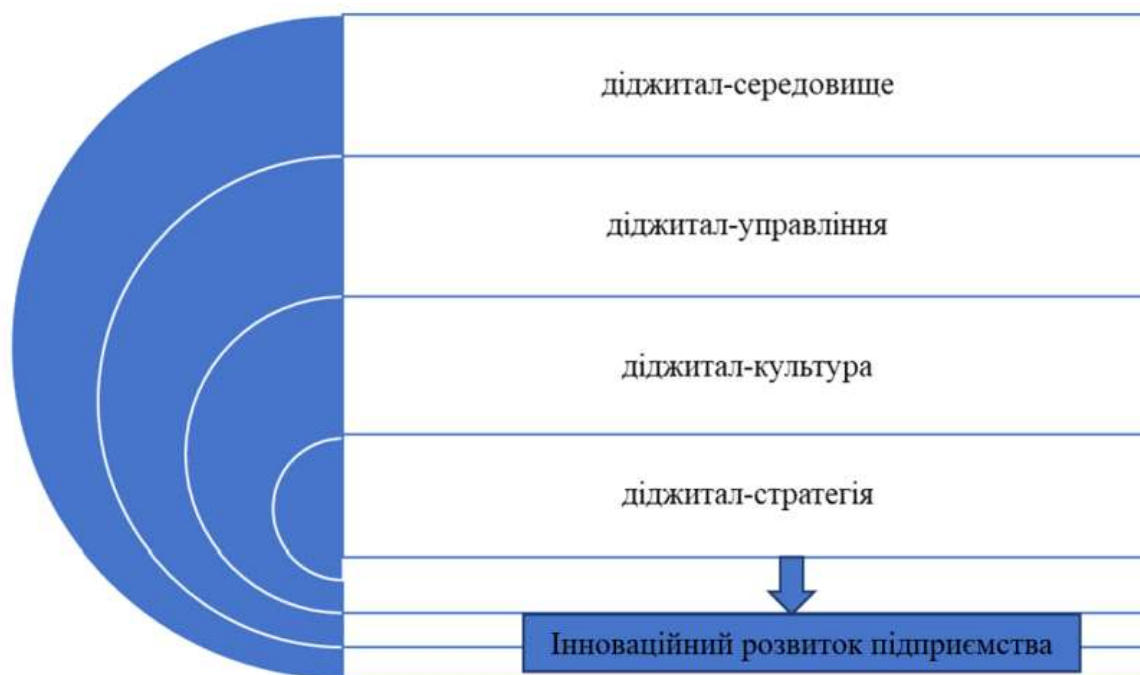 діджитал-середовище
діджитал-управління
діджитал-культура
діджитал-стратегія
Інноваційний розвиток підприємства